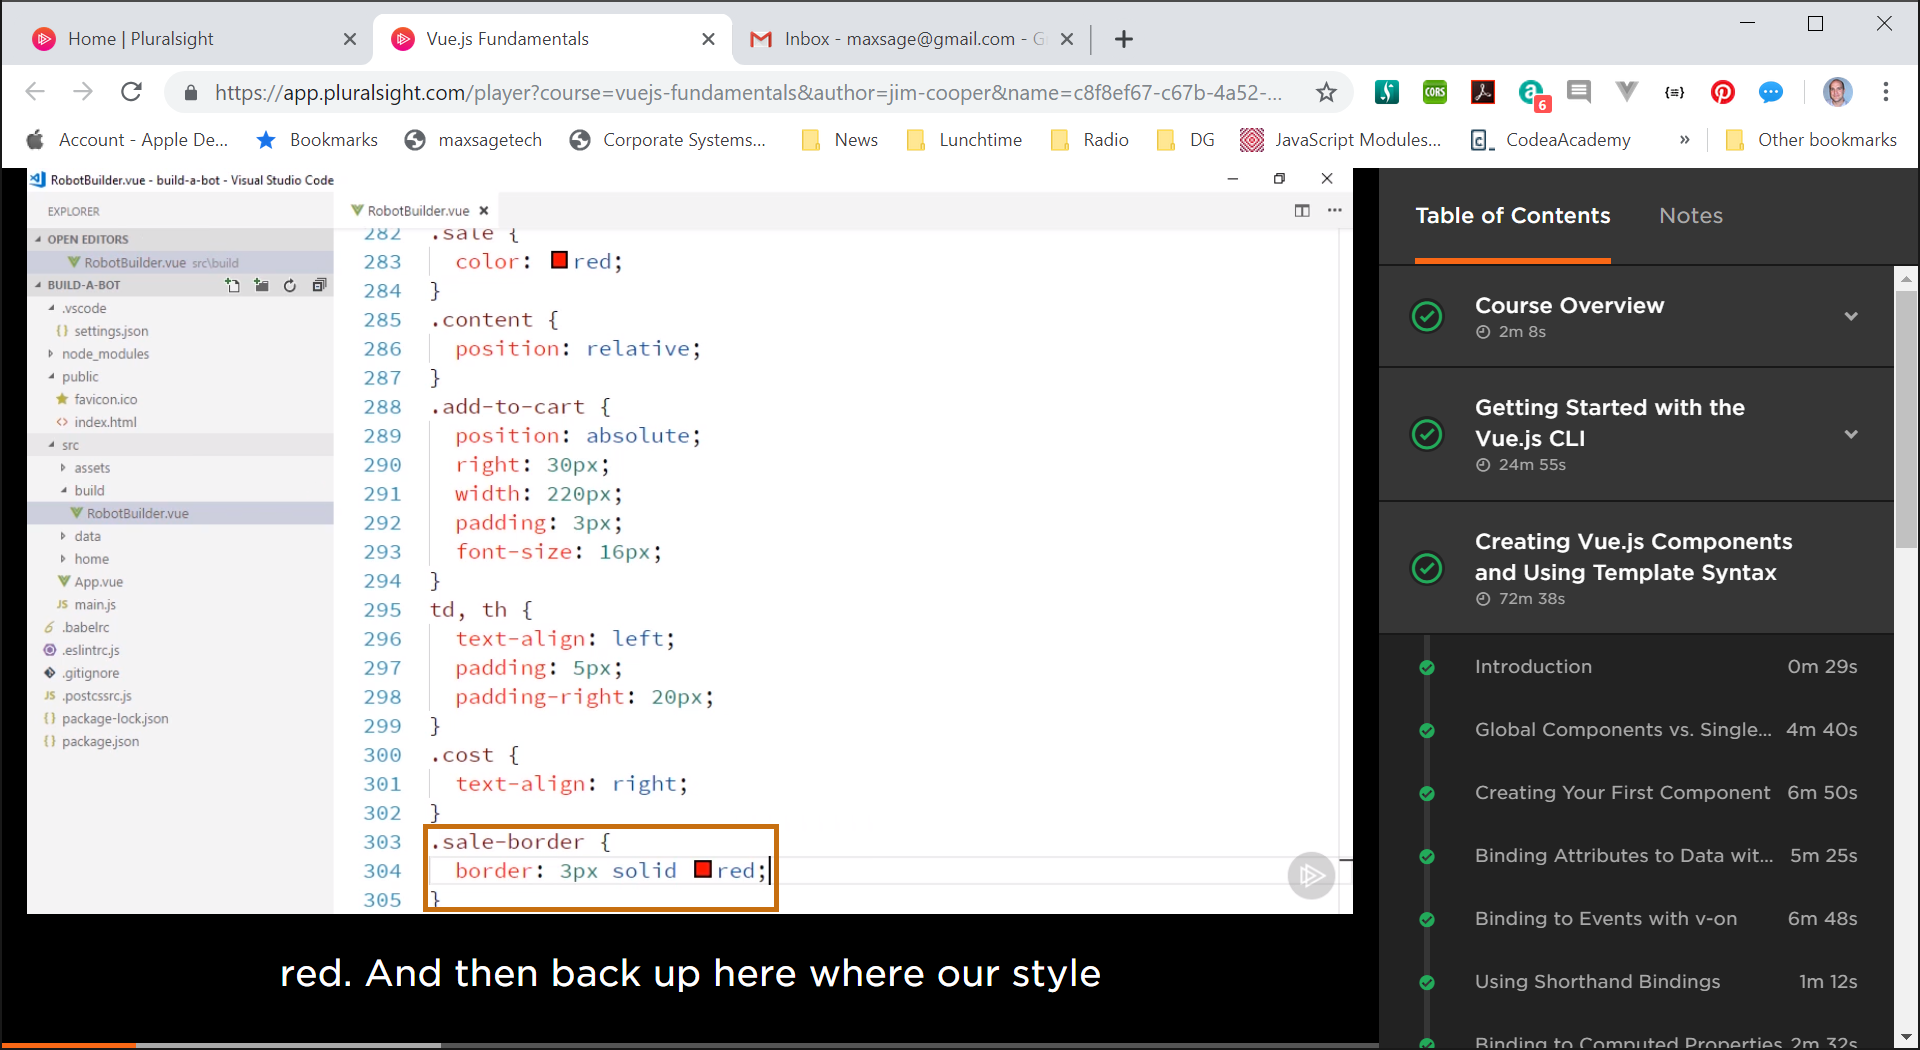 Home | Pluralsight
Vue.js Fundamentals
Inbox - maxsage@gmail.com - G
https://app.pluralsight.com/player?course=vuejs-fundamentals&author=jim-cooper&name=c8f8ef67-c67b-4a52-...
CORS
a
6
{≡}
Account - Apple De...
Bookmarks
maxsagetech
Corporate Systems...
News
Lunchtime
Radio
DG
JavaScript Modules...
CodeaAcademy
»
Other bookmarks
RobotBuilder.vue - build-a-bot - Visual Studio Code
EXPLORER
OPEN EDITORS
RobotBuilder.vue src\build
BUILD-A-BOT
.vscode
{} settings.json
node_modules
public
favicon.ico
<> index.html
src
assets
build
RobotBuilder.vue
data
home
App.vue
JS main.js
6 .babelrc
.eslintrc.js
.gitignore
JS .postcssrc.js
{} package-lock.json
{} package.json
RobotBuilder.vue
282 .sale {
283 color: red;
284 }
285 .content {
286 position: relative;
287 }
288 .add-to-cart {
289 position: absolute;
290 right: 30px;
291 width: 220px;
292 padding: 3px;
293 font-size: 16px;
294 }
295 td, th {
296 text-align: left;
297 padding: 5px;
298 padding-right: 20px;
299 }
300 .cost {
301 text-align: right;
302 }
303 .sale-border {
304 border: 3px solid red;
305 }
red. And then back up here where our style
Table of Contents
Notes
Course Overview
2m 8s
Getting Started with the
Vue.js CLI
24m 55s
Creating Vue.js Components
and Using Template Syntax
72m 38s
Introduction 0m 29s
Global Components vs. Single... 4m 40s
Creating Your First Component 6m 50s
Binding Attributes to Data wit... 5m 25s
Binding to Events with v-on 6m 48s
Using Shorthand Bindings 1m 12s
Binding to Computed Properties 2m 32s